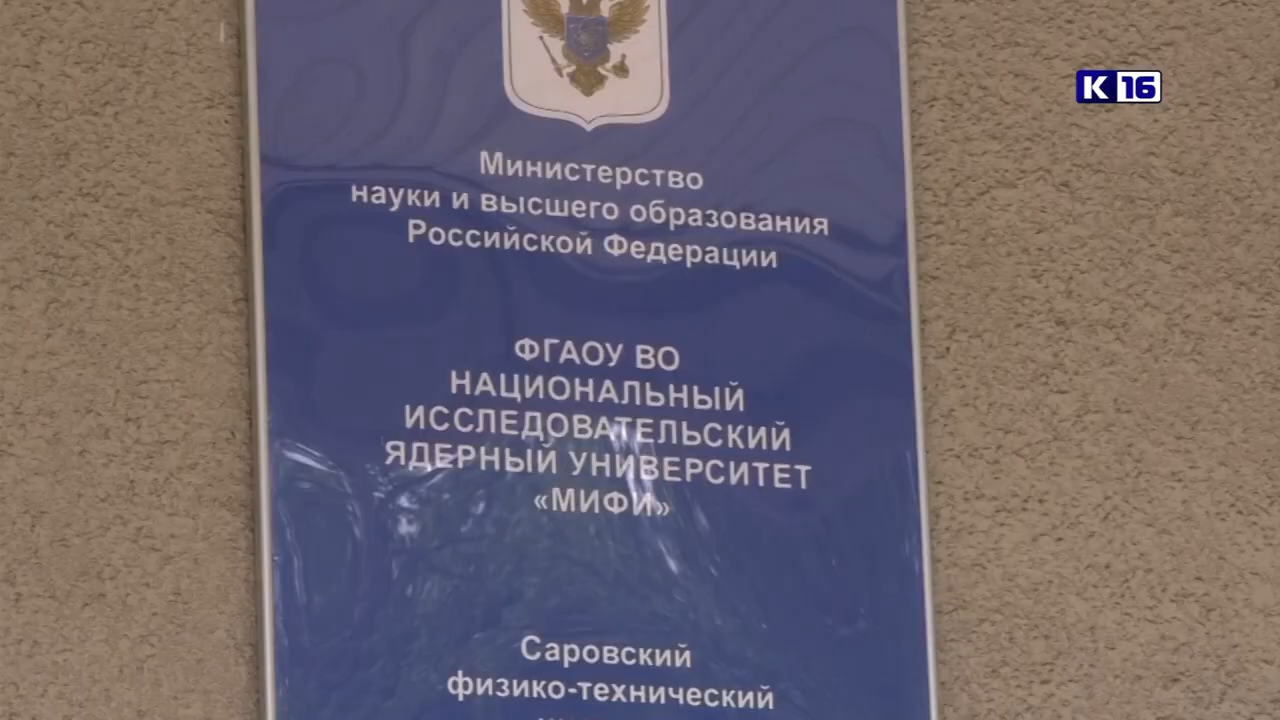 К 16
Министерство
науки и высшего образования
Российской Федерации
ФГАОУ ВО
НАЦИОНАЛЬНЫЙ
ИССЛЕДОВАТЕЛЬСКИЙ
ЯДЕРНЫЙ УНИВЕРСИТЕТ
«МИФИ»
Саровский
физико-технический